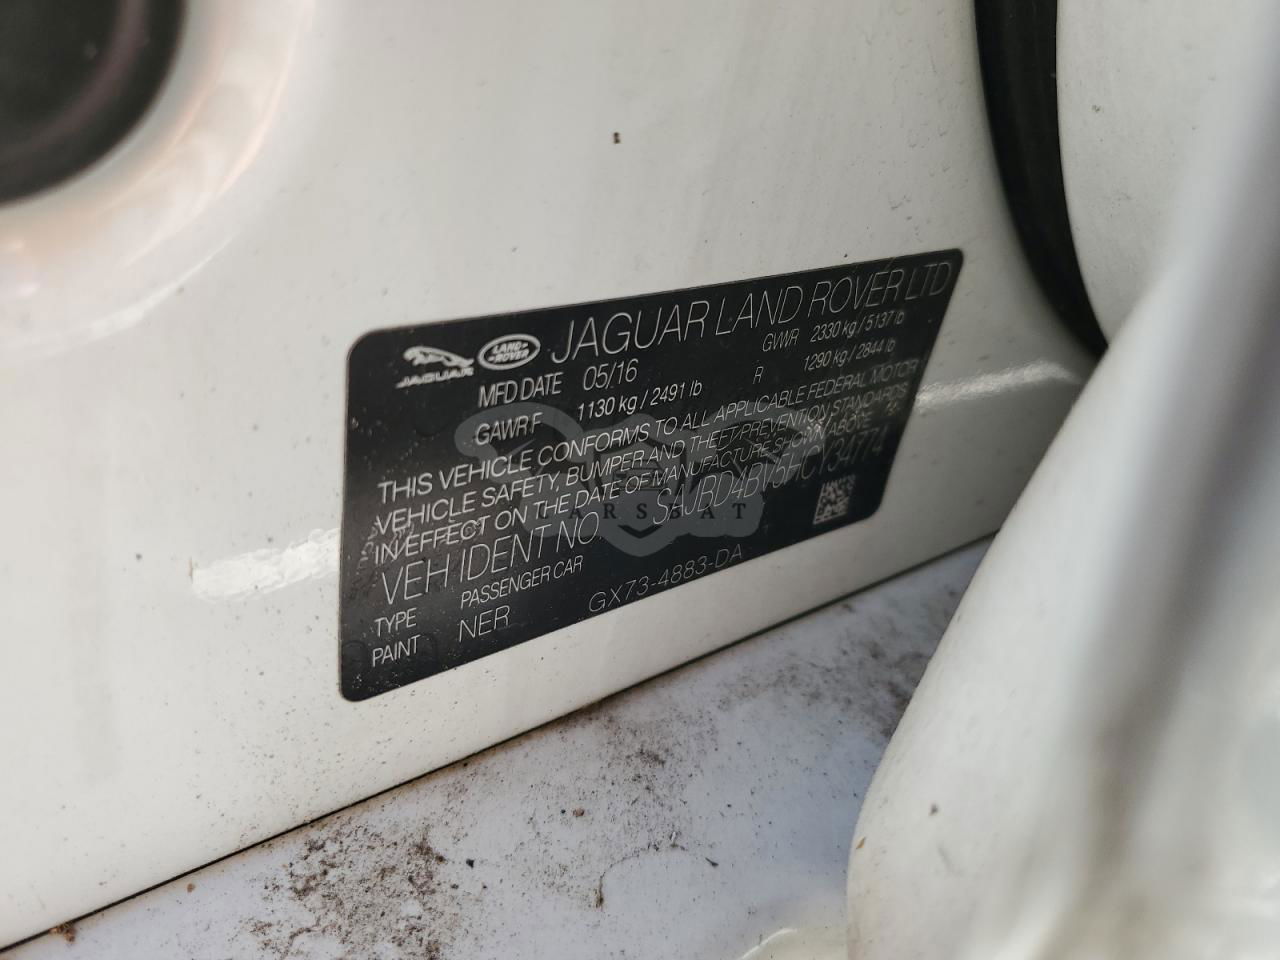 JAGUAR LAND-ROVER JAGUAR LAND ROVER LTD
MFD DATE 05/16 GVWR 2330 kg / 5137 lb
GAWR F 1130 kg / 2491 lb R 1290 kg / 2844 lb
THIS VEHICLE CONFORMS TO ALL APPLICABLE FEDERAL MOTOR
VEHICLE SAFETY, BUMPER AND THEFT PREVENTION STANDARDS
IN EFFECT ON THE DATE OF MANUFACTURE SHOWN ABOVE
VEH IDENT NO. SAJBD4BV5HCY34774
TYPE PASSENGER CAR
PAINT NER GX73-4883-DA